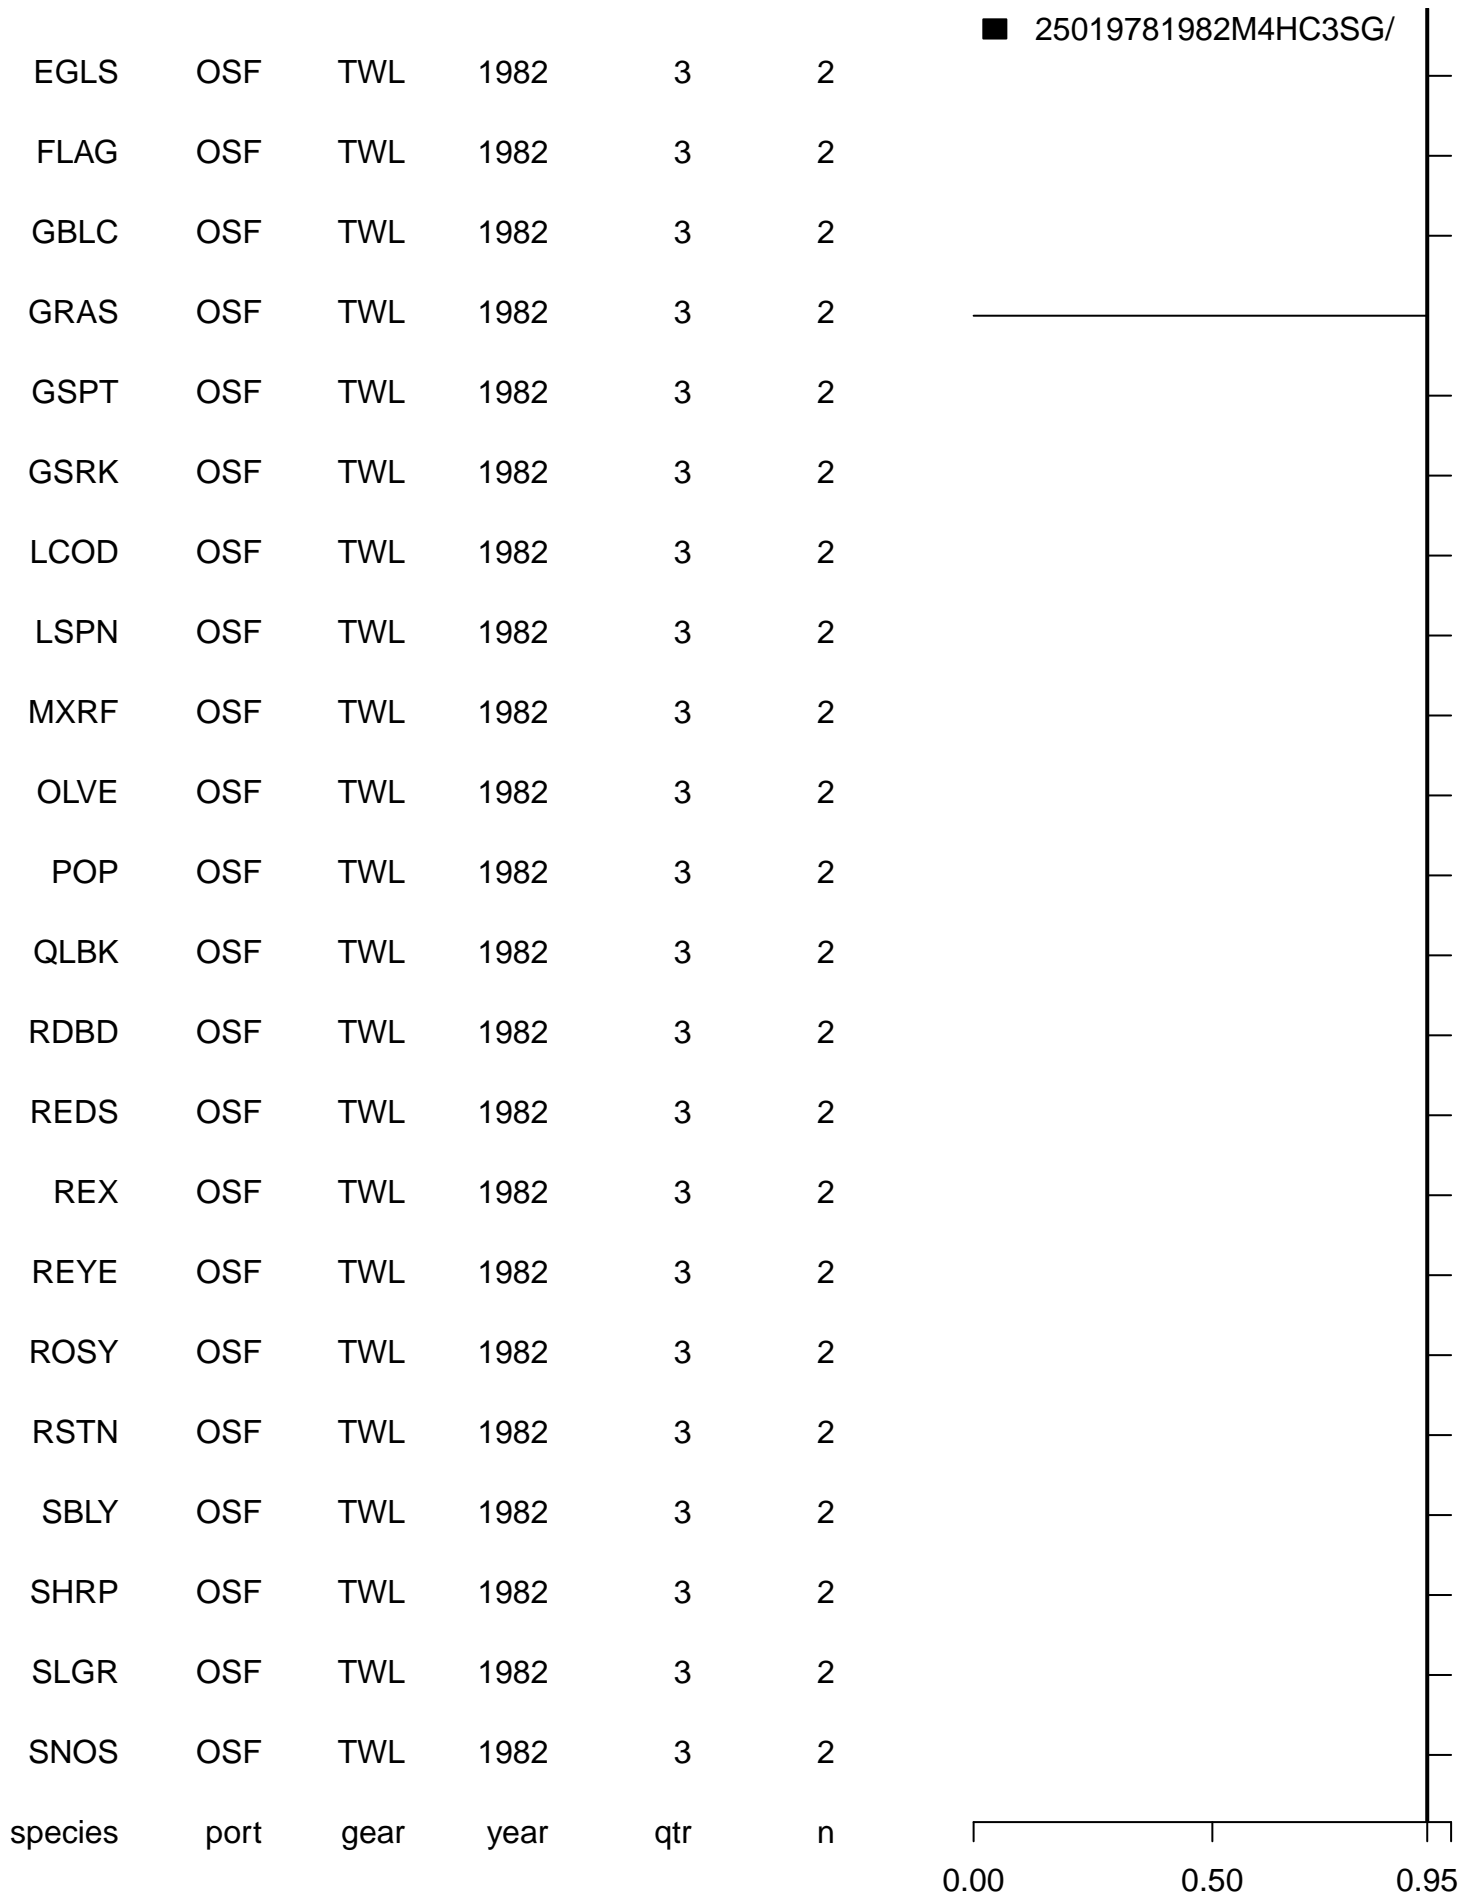 25019781982M4HC3SG/
EGLS OSF TWL 1982 3 2
FLAG OSF TWL 1982 3 2
GBLC OSF TWL 1982 3 2
GRAS OSF TWL 1982 3 2
GSPT OSF TWL 1982 3 2
GSRK OSF TWL 1982 3 2
LCOD OSF TWL 1982 3 2
LSPN OSF TWL 1982 3 2
MXRF OSF TWL 1982 3 2
OLVE OSF TWL 1982 3 2
POP OSF TWL 1982 3 2
QLBK OSF TWL 1982 3 2
RDBD OSF TWL 1982 3 2
REDS OSF TWL 1982 3 2
REX OSF TWL 1982 3 2
REYE OSF TWL 1982 3 2
ROSY OSF TWL 1982 3 2
RSTN OSF TWL 1982 3 2
SBLY OSF TWL 1982 3 2
SHRP OSF TWL 1982 3 2
SLGR OSF TWL 1982 3 2
SNOS OSF TWL 1982 3 2
species port gear year qtr n
0.00 0.50 0.95